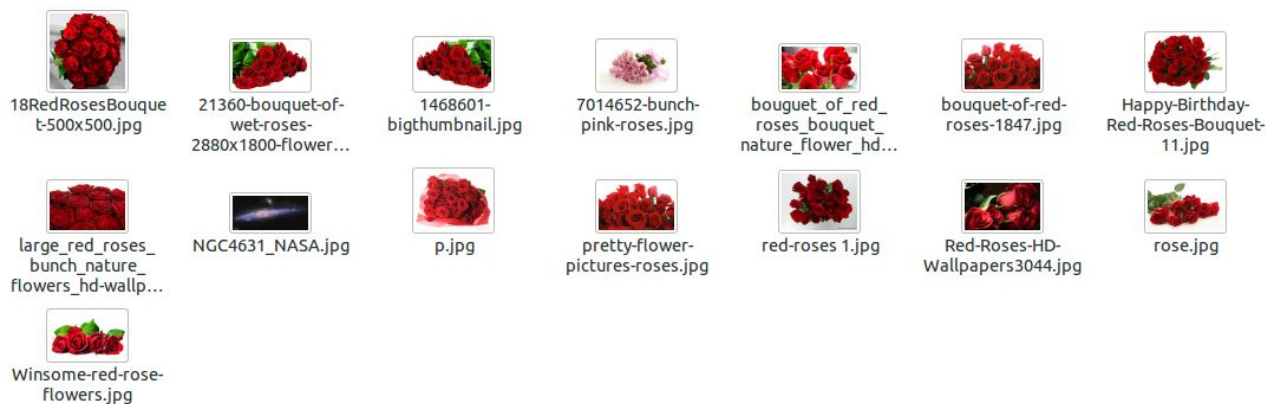 18RedRosesBouque
t-500x500.jpg
21360-bouquet-of-
wet-roses-
2880x1800-flower…
1468601-
bigthumbnail.jpg
7014652-bunch-
pink-roses.jpg
bouguet_of_red_
roses_bouquet_
nature_flower_hd…
bouquet-of-red-
roses-1847.jpg
Happy-Birthday-
Red-Roses-Bouquet-
11.jpg
large_red_roses_
bunch_nature_
flowers_hd-wallp…
NGC4631_NASA.jpg
p.jpg
pretty-flower-
pictures-roses.jpg
red-roses 1.jpg
Red-Roses-HD-
Wallpapers3044.jpg
rose.jpg
Winsome-red-rose-
flowers.jpg